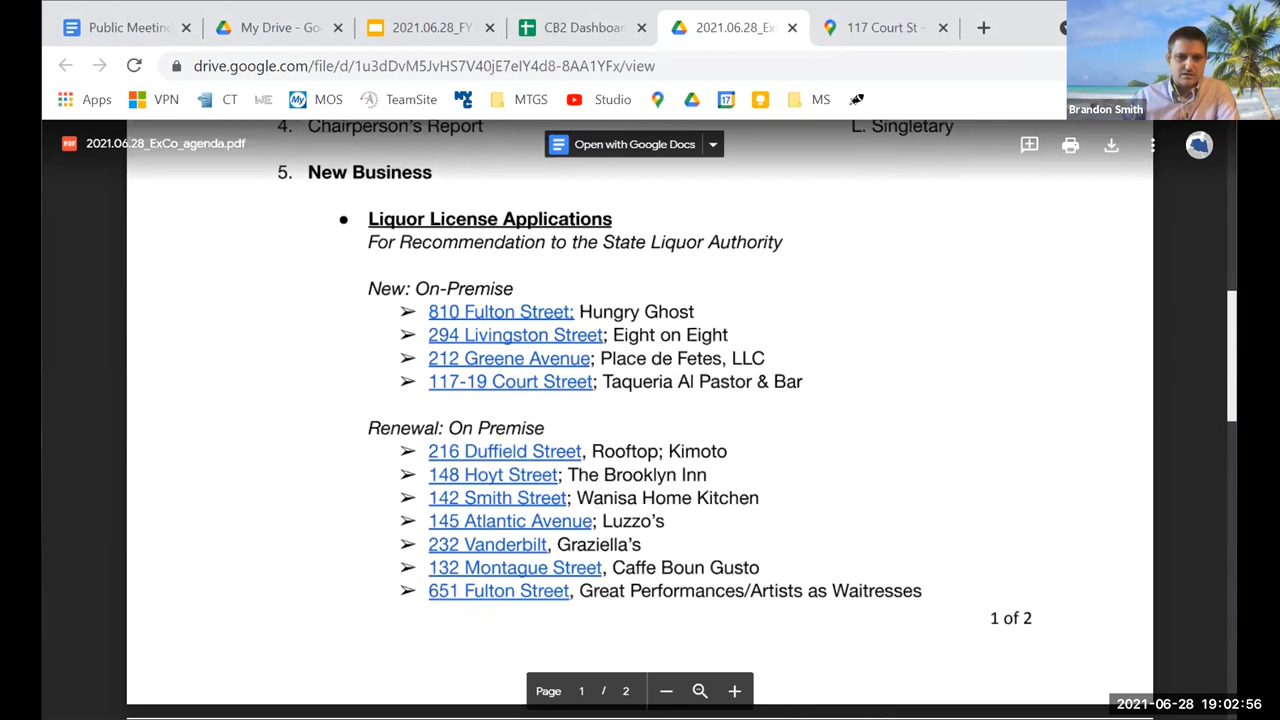 Public Meeting
My Drive - Go
2021.06.28_FY
CB2 Dashboar
2021.06.28_Ex
117 Court St -
drive.google.com/file/d/1u3dDvM5JvHS7V40jE7eIY4d8-8AA1YFx/view
Apps
VPN
CT
WE
My
MOS
TeamSite
MTGS
Studio
17
MS
Brandon Smith
4. Chairperson's Report L. Singletary
PDF 2021.06.28_ExCo_agenda.pdf
Open with Google Docs
5. New Business
● Liquor License Applications
For Recommendation to the State Liquor Authority
New: On-Premise
➢ 810 Fulton Street; Hungry Ghost
➢ 294 Livingston Street; Eight on Eight
➢ 212 Greene Avenue; Place de Fetes, LLC
➢ 117-19 Court Street; Taqueria Al Pastor & Bar
Renewal: On Premise
➢ 216 Duffield Street, Rooftop; Kimoto
➢ 148 Hoyt Street; The Brooklyn Inn
➢ 142 Smith Street; Wanisa Home Kitchen
➢ 145 Atlantic Avenue; Luzzo's
➢ 232 Vanderbilt, Graziella's
➢ 132 Montague Street, Caffe Boun Gusto
➢ 651 Fulton Street, Great Performances/Artists as Waitresses
1 of 2
Page 1 / 2
2021-06-28 19:02:56